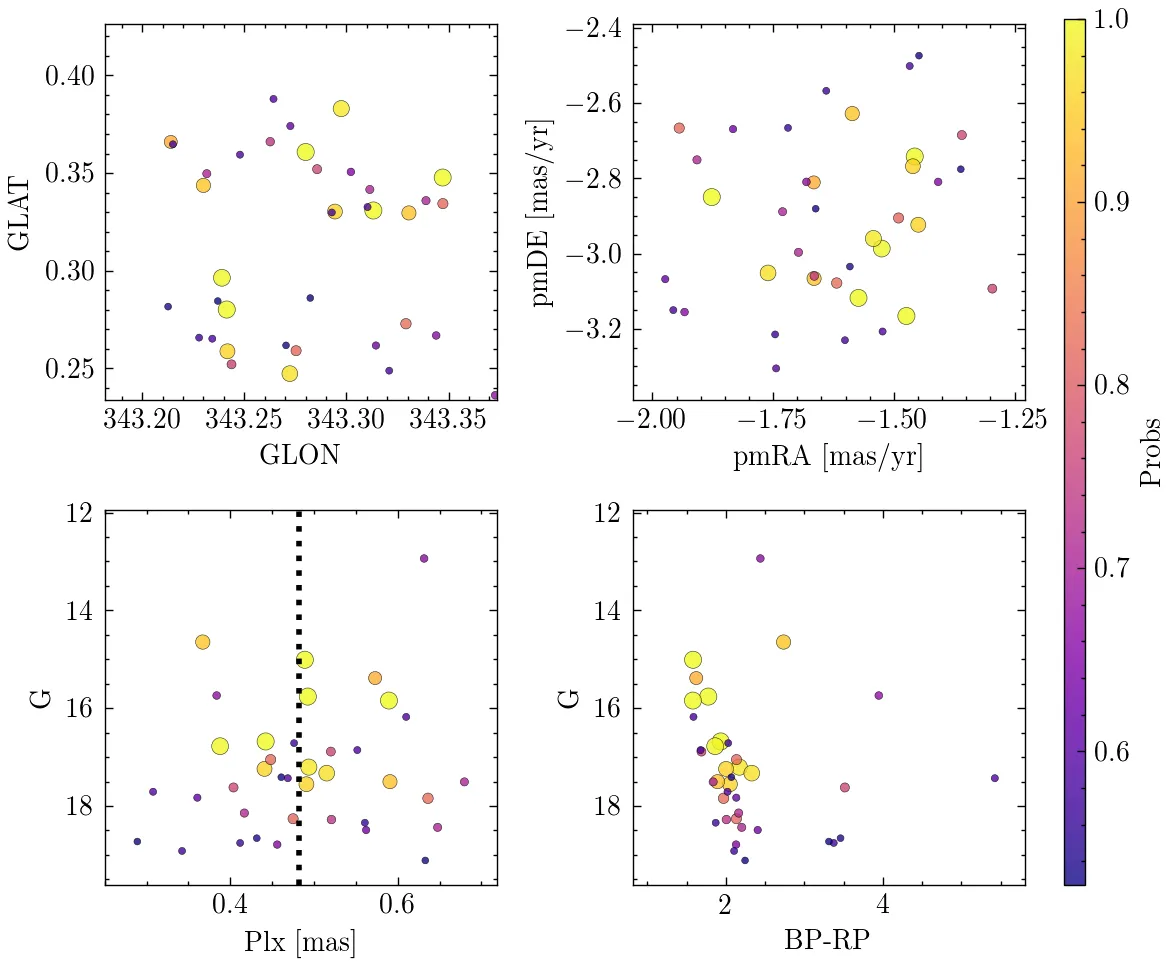 0.40
0.35
0.30
0.25
GLAT
343.20 343.25 343.30 343.35
GLON
−2.4
−2.6
−2.8
−3.0
−3.2
pmDE [mas/yr]
−2.00 −1.75 −1.50 −1.25
pmRA [mas/yr]
12
14
16
18
G
0.4 0.6
Plx [mas]
12
14
16
18
G
2 4
BP-RP
1.0
0.9
0.8
0.7
0.6
Probs